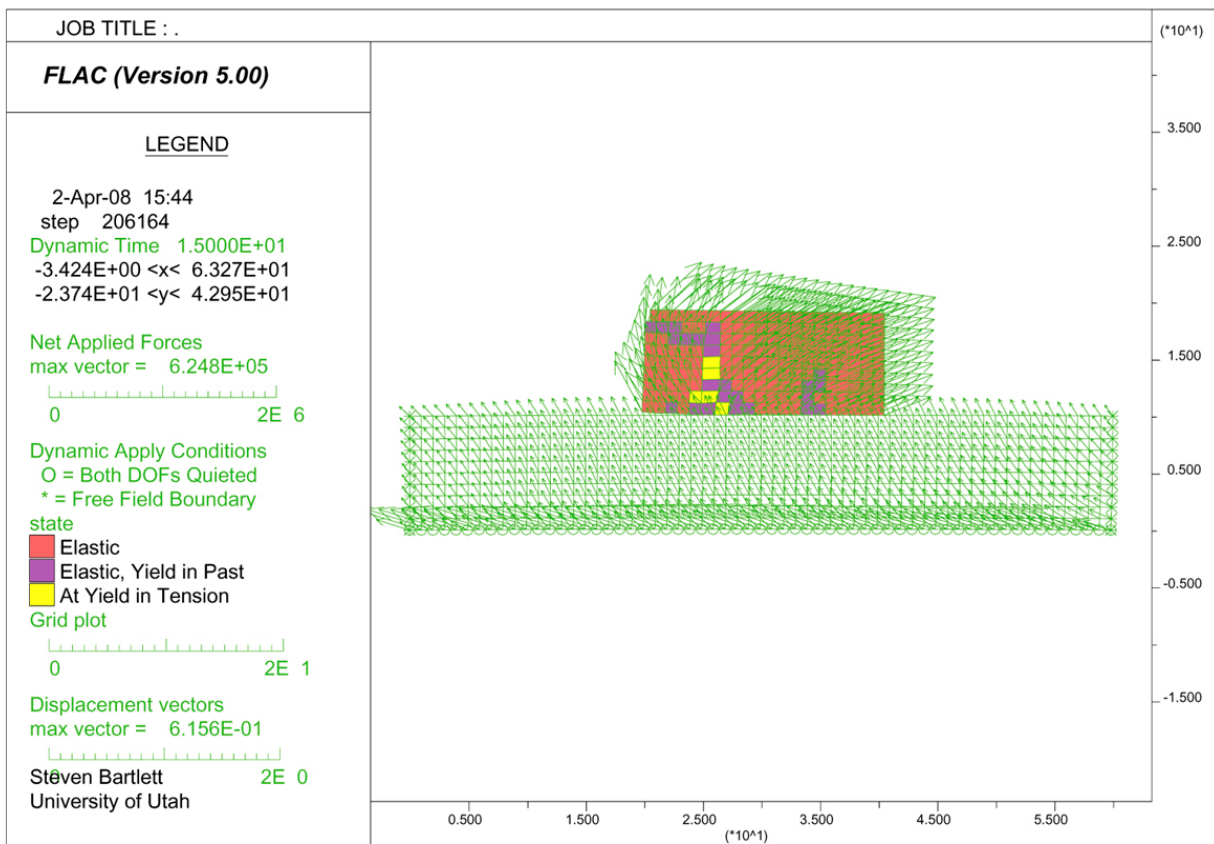 JOB TITLE : .
FLAC (Version 5.00)
LEGEND
2-Apr-08 15:44
step 206164
Dynamic Time 1.5000E+01
-3.424E+00 <x< 6.327E+01
-2.374E+01 <y< 4.295E+01
Net Applied Forces
max vector = 6.248E+05
0 2E 6
Dynamic Apply Conditions
O = Both DOFs Quieted
* = Free Field Boundary
state
Elastic
Elastic, Yield in Past
At Yield in Tension
Grid plot
0 2E 1
Displacement vectors
max vector = 6.156E-01
0 2E 0
Steven Bartlett
University of Utah
(*10^1)
3.500
2.500
1.500
0.500
-0.500
-1.500
0.500 1.500 2.500 3.500 4.500 5.500
(*10^1)